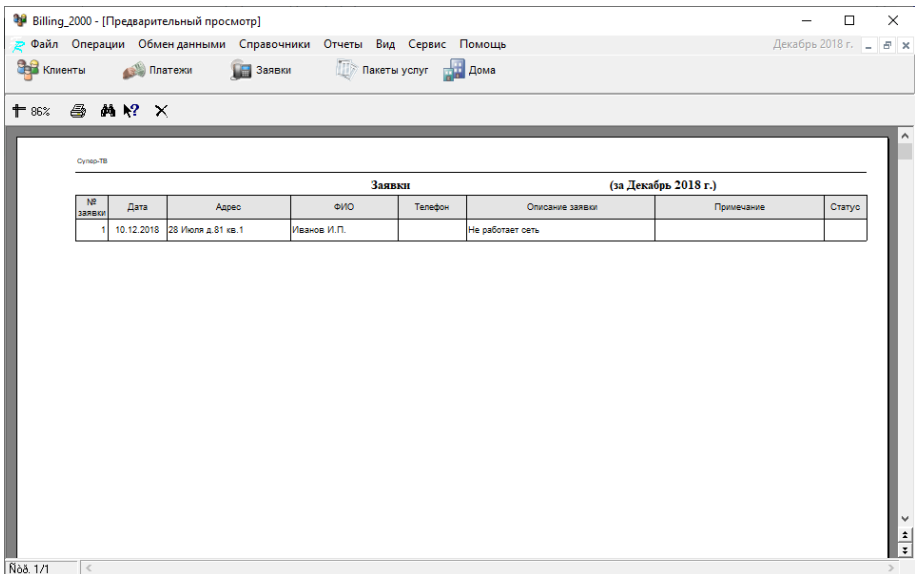 Billing_2000 - [Предварительный просмотр]
Файл Операции Обмен данными Справочники Отчеты Вид Сервис Помощь Декабрь 2018 г.
Клиенты Платежи Заявки Пакеты услуг Дома
86%
Супер-ТВ
Заявки (за Декабрь 2018 г.)
№ заявки Дата Адрес ФИО Телефон Описание заявки Примечание Статус
1 10.12.2018 28 Июля д.81 кв.1 Иванов И.П. Не работает сеть
Ñòð. 1/1